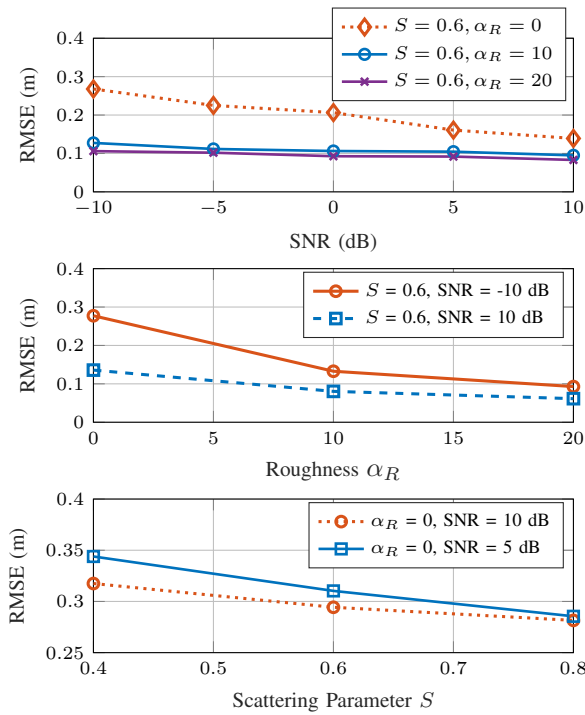 S = 0.6, α_R = 0
S = 0.6, α_R = 10
S = 0.6, α_R = 20
0.4
0.3
0.2
0.1
0
RMSE (m)
−10 −5 0 5 10
SNR (dB)
S = 0.6, SNR = -10 dB
S = 0.6, SNR = 10 dB
0.4
0.3
0.2
0.1
0
RMSE (m)
0 5 10 15 20
Roughness α_R
α_R = 0, SNR = 10 dB
α_R = 0, SNR = 5 dB
0.4
0.35
0.3
0.25
RMSE (m)
0.4 0.5 0.6 0.7 0.8
Scattering Parameter S